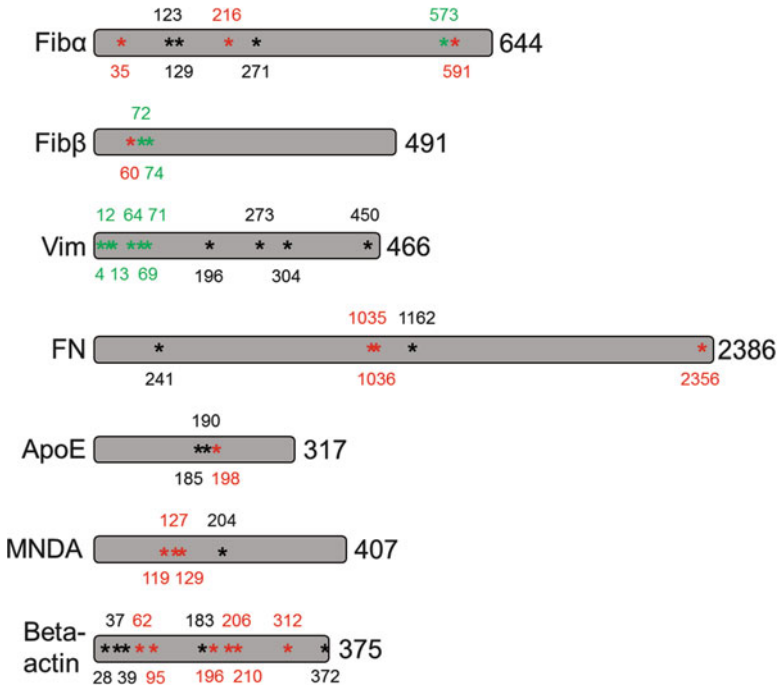 123 216 573
Fibα * * * * * * * 644
35 129 271 591
72
Fibβ * * * 491
60 74
12 64 71 273 450
Vim * * * * * * * * * 466
4 13 69 196 304
1035 1162
FN * * * * * 2386
241 1036 2356
190
ApoE * * * 317
185 198
127 204
MNDA * * * * 407
119 129
37 62 183 206 312
Beta-
actin * * * * * * * * * * * 375
28 39 95 196 210 372